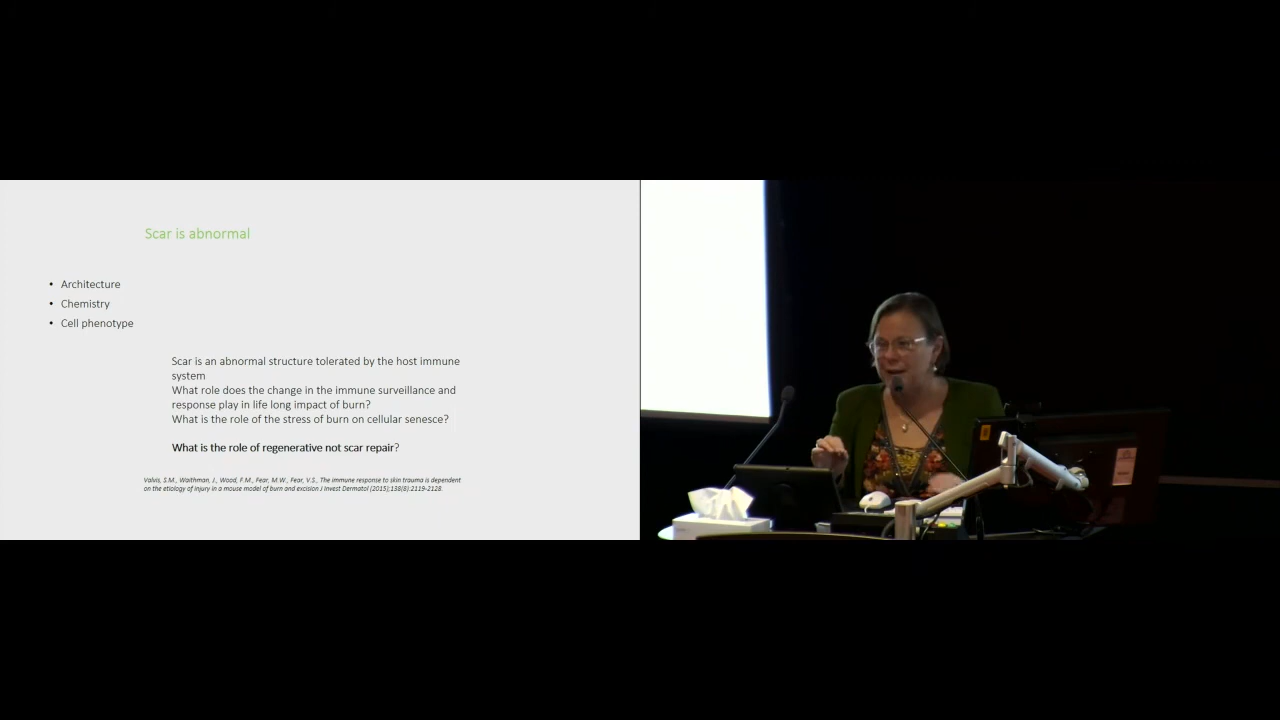 Scar is abnormal
• Architecture
• Chemistry
• Cell phenotype
Scar is an abnormal structure tolerated by the host immune
system
What role does the change in the immune surveillance and
response play in life long impact of burn?
What is the role of the stress of burn on cellular senesce?
What is the role of regenerative not scar repair?
Valvis, S.M., Waithman, J., Wood, F.M., Fear, M.W., Fear, V.S., The immune response to skin trauma is dependent
on the etiology of injury in a mouse model of burn and excision J Invest Dermatol (2015);138(8):2119-2128.